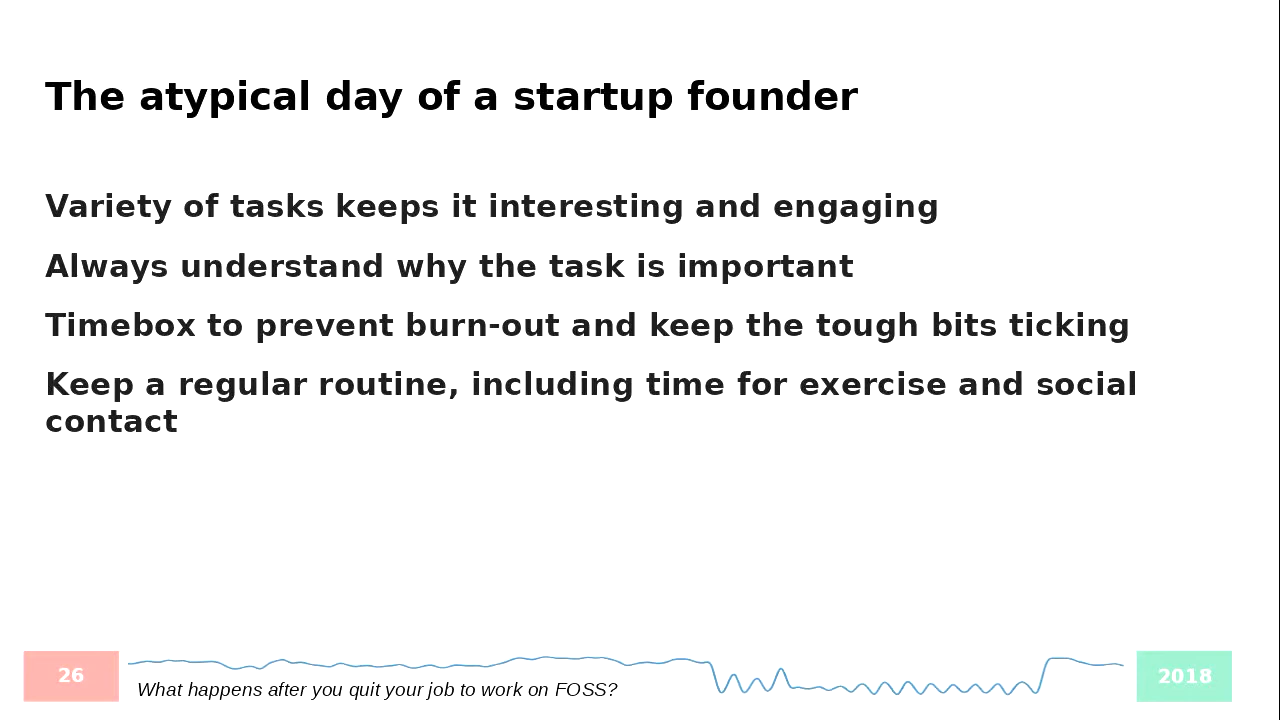 The atypical day of a startup founder
Variety of tasks keeps it interesting and engaging
Always understand why the task is important
Timebox to prevent burn-out and keep the tough bits ticking
Keep a regular routine, including time for exercise and social
contact
26
What happens after you quit your job to work on FOSS?
2018